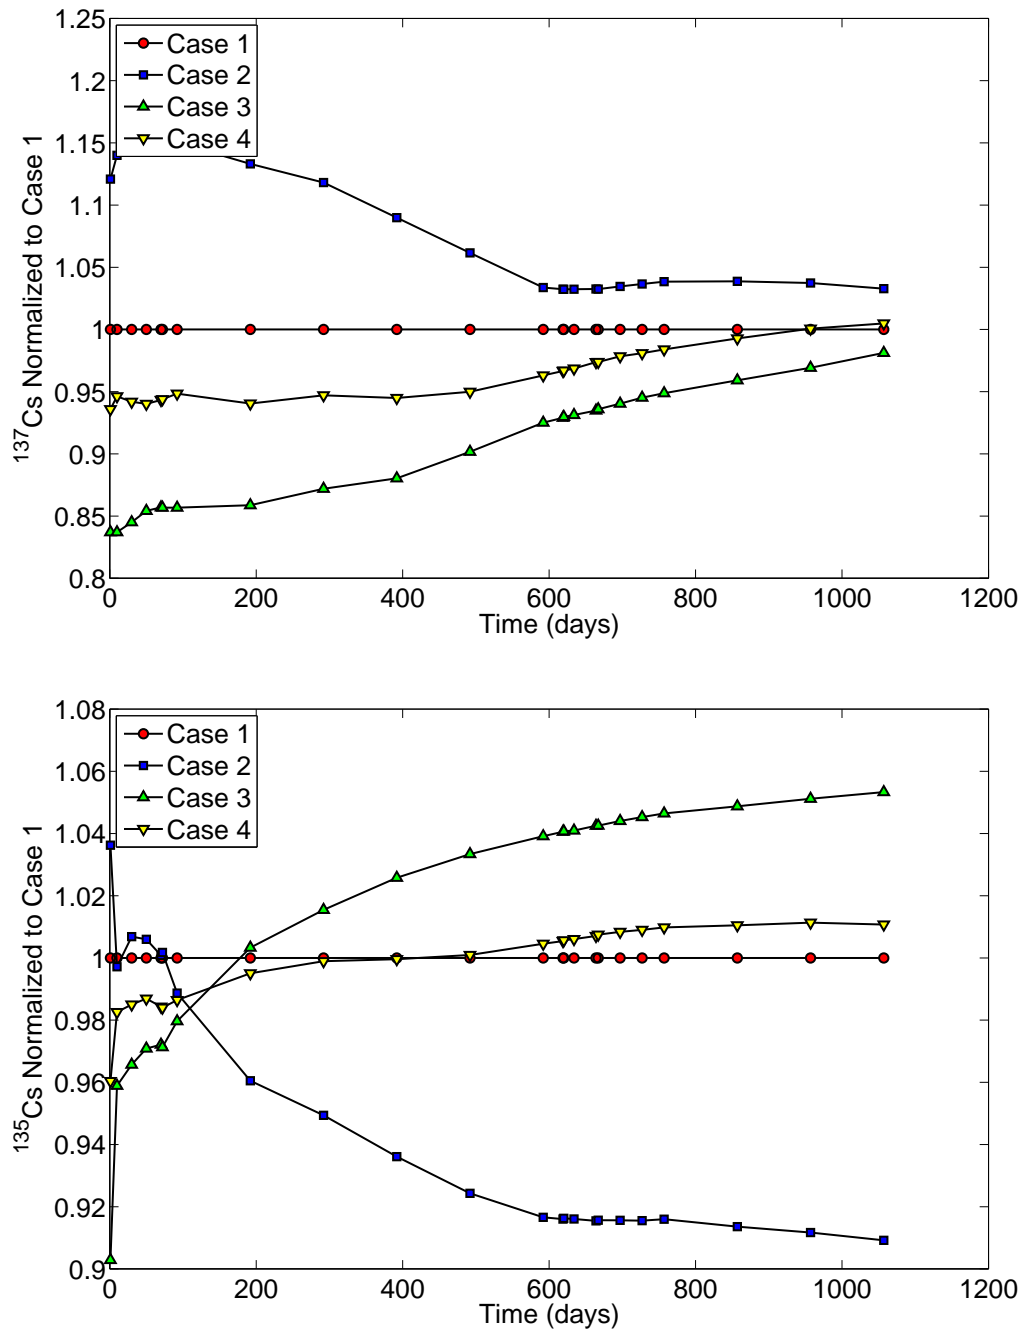 1.25
Case 1
Case 2
Case 3
Case 4
1.2
1.15
1.1
1.05
1
0.95
0.9
0.85
0.8
¹³⁷Cs Normalized to Case 1
0 200 400 600 800 1000 1200
Time (days)
1.08
Case 1
Case 2
Case 3
Case 4
1.06
1.04
1.02
1
0.98
0.96
0.94
0.92
0.9
¹³⁵Cs Normalized to Case 1
0 200 400 600 800 1000 1200
Time (days)